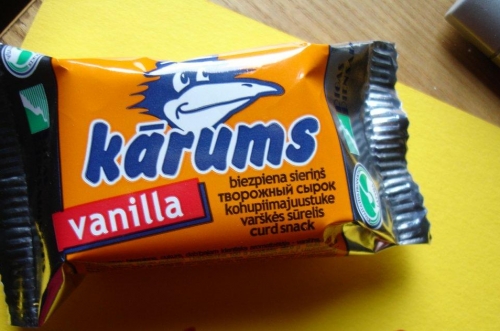 kārums
vanilla
biezpiena sieriņš
творожный сырок
kohupiimajuustuke
varškės sūrelis
curd snack